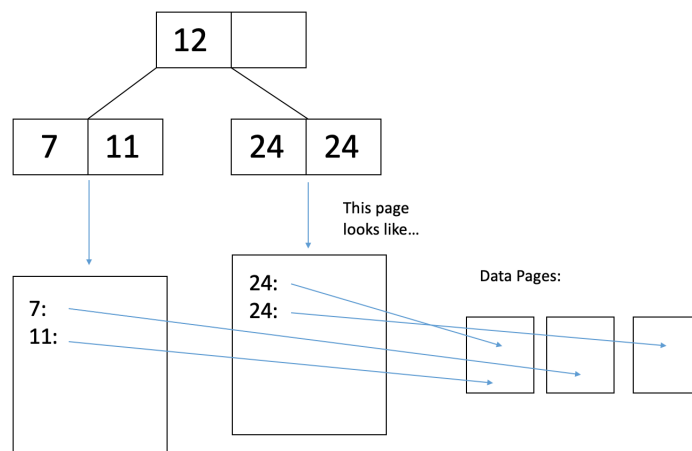 12
7 11
24 24
This page
looks like…
24:
24:
Data Pages:
7:
11: